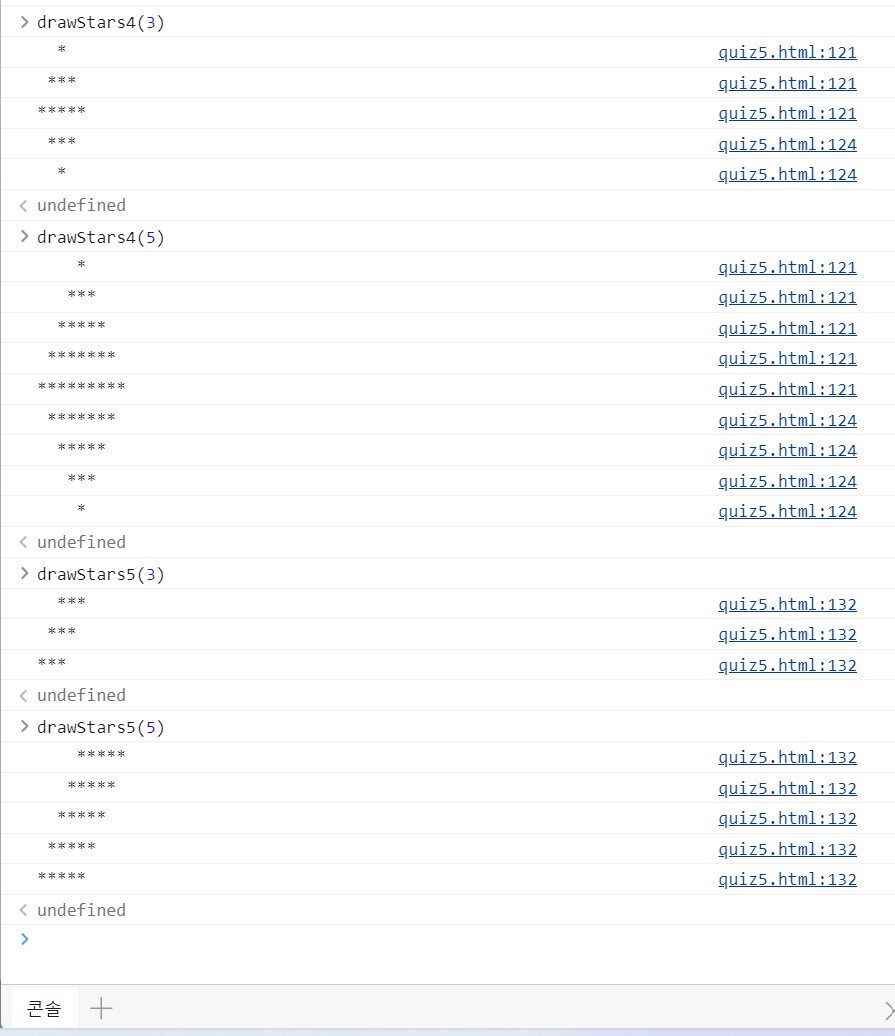 > drawStars4(3)
  * quiz5.html:121
 *** quiz5.html:121
***** quiz5.html:121
 *** quiz5.html:124
  * quiz5.html:124
< undefined
> drawStars4(5)
    * quiz5.html:121
   *** quiz5.html:121
  ***** quiz5.html:121
 ******* quiz5.html:121
********* quiz5.html:121
 ******* quiz5.html:124
  ***** quiz5.html:124
   *** quiz5.html:124
    * quiz5.html:124
< undefined
> drawStars5(3)
  *** quiz5.html:132
 *** quiz5.html:132
*** quiz5.html:132
< undefined
> drawStars5(5)
    ***** quiz5.html:132
   ***** quiz5.html:132
  ***** quiz5.html:132
 ***** quiz5.html:132
***** quiz5.html:132
< undefined
>
콘솔